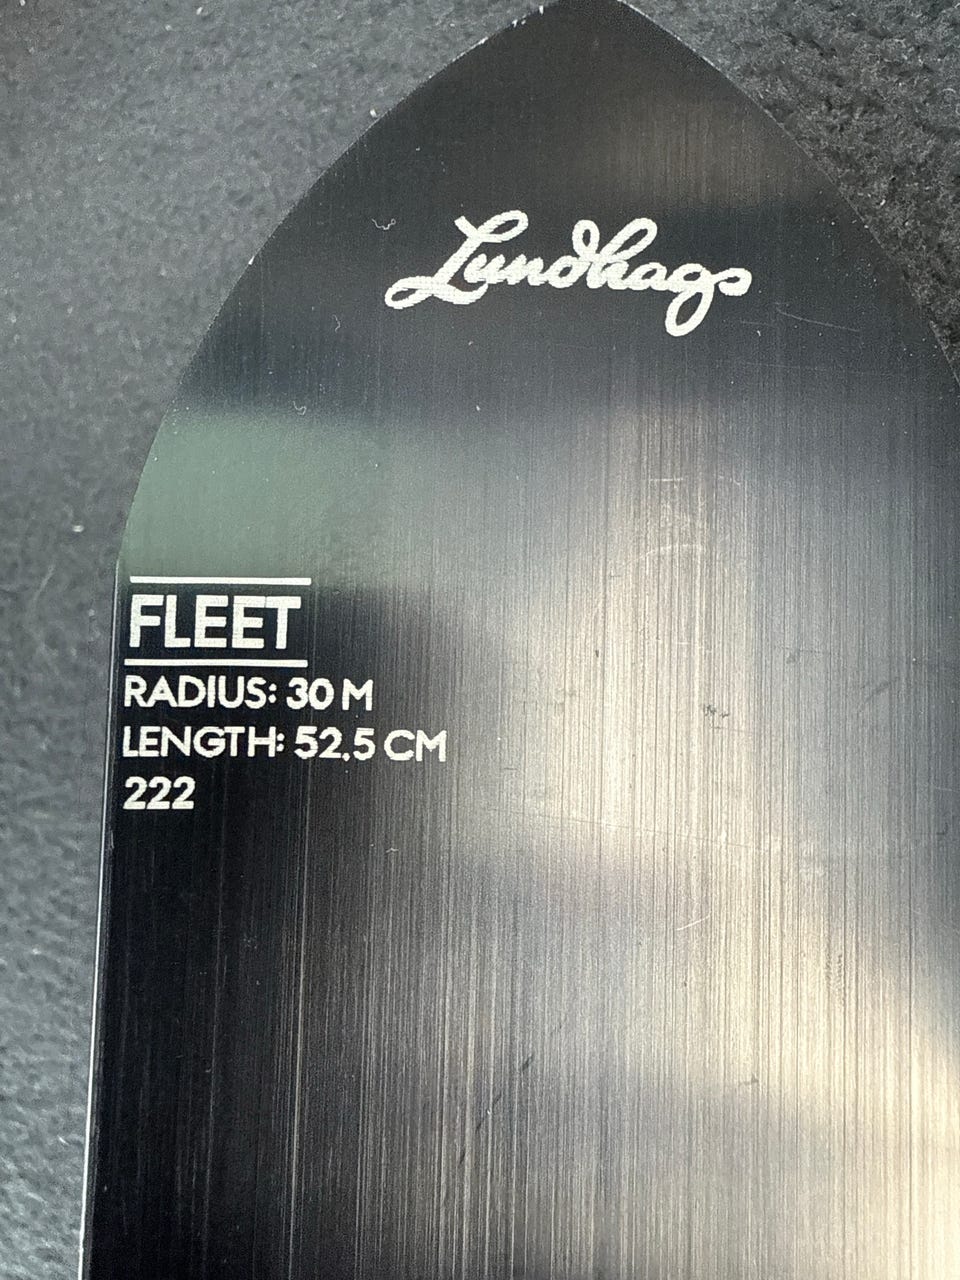 Lundhags
FLEET
RADIUS: 30 M
LENGTH: 52,5 CM
222